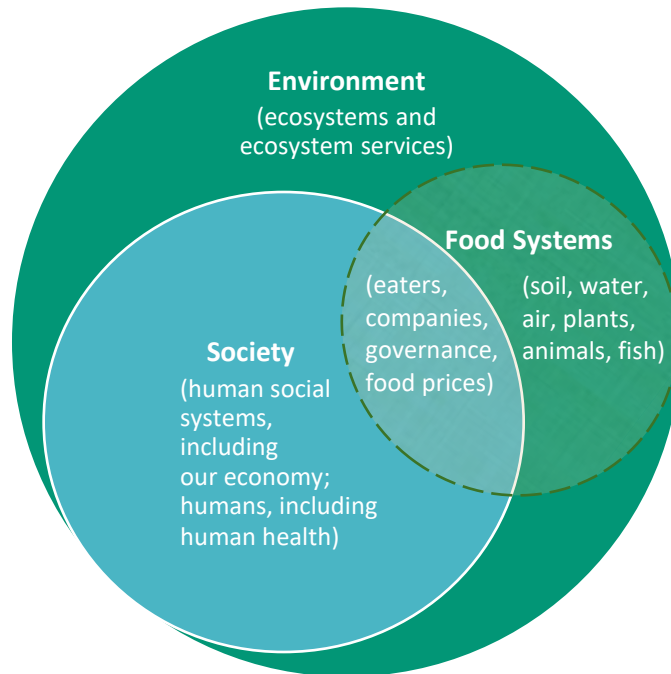 Environment
(ecosystems and
ecosystem services)
Food Systems
(eaters,
companies,
governance,
food prices)
(soil, water,
air, plants,
animals, fish)
Society
(human social
systems,
including
our economy;
humans, including
human health)